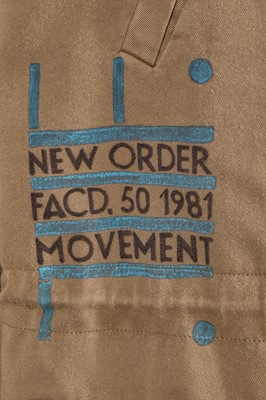 NEW ORDER
FACD. 50 1981
MOVEMENT